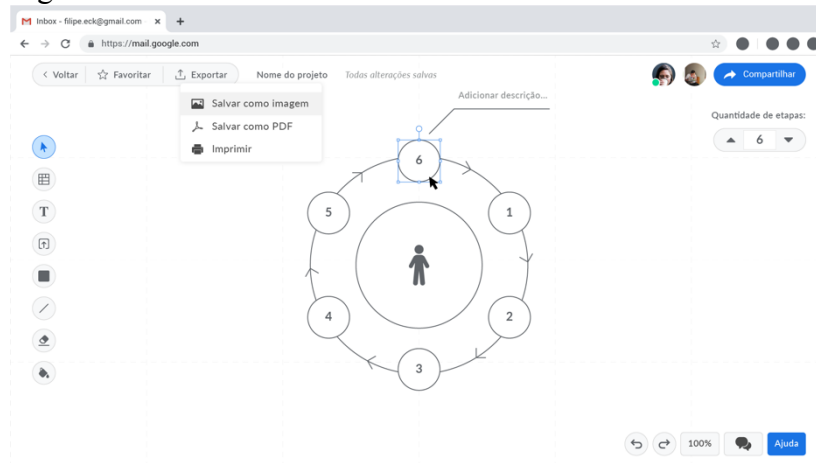 Inbox - filipe.eck@gmail.com
https://mail.google.com
Voltar Favoritar Exportar Nome do projeto Todas alterações salvas Compartilhar
Salvar como imagem
Salvar como PDF
Imprimir
Adicionar descrição...
Quantidade de etapas:
6
6
5
1
T
4
2
3
100%
Ajuda